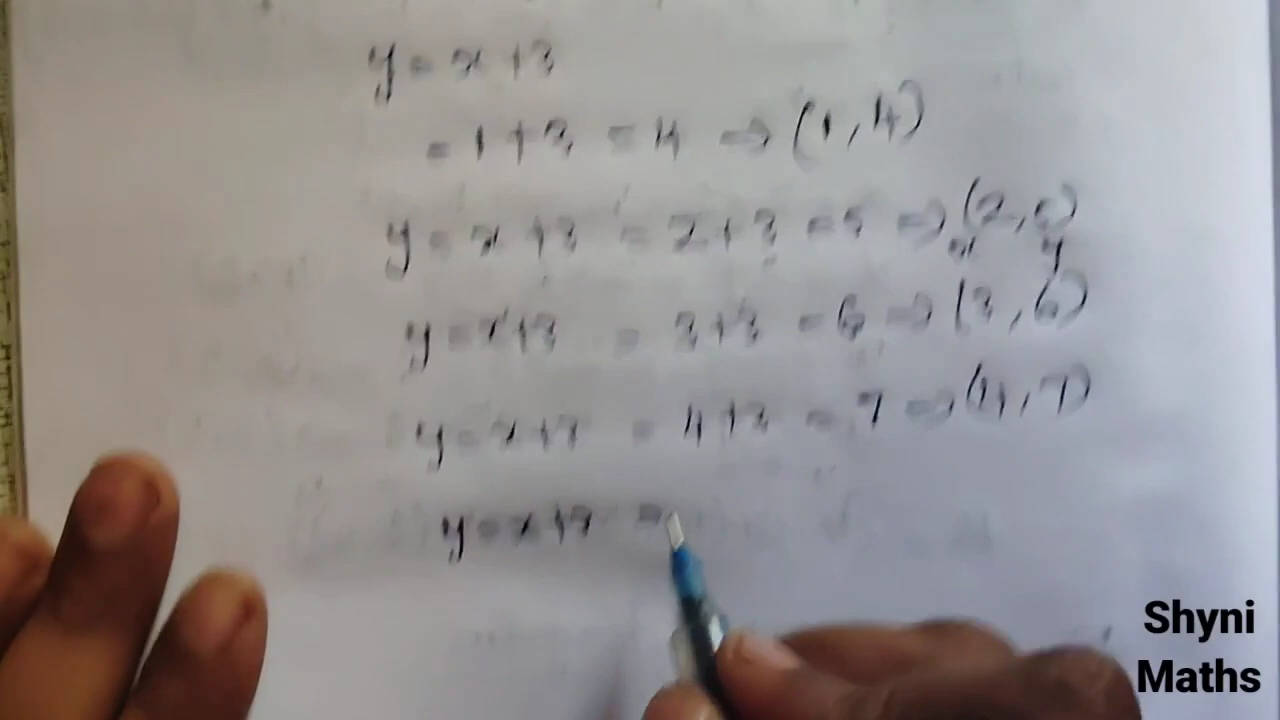 y = x + 3
= 1 + 3 = 4 ⇒ (1, 4)
y = x + 3 = 2 + 3 = 5 ⇒ (2, 5)
x y
y = x + 3 = 3 + 3 = 6 ⇒ (3, 6)
y = x + 3 = 4 + 3 = 7 ⇒ (4, 7)
y = x + 3 =
Shyni
Maths